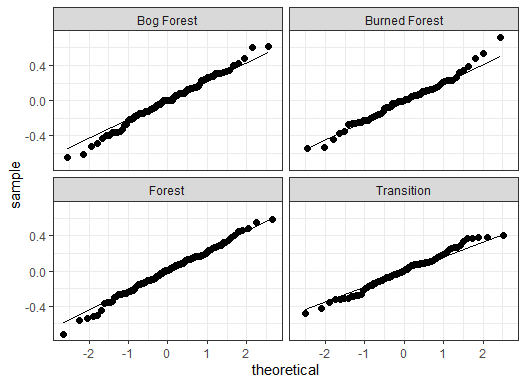 Bog Forest
Burned Forest
0.4
0.0
-0.4
Forest
Transition
0.4
0.0
-0.4
-2 -1 0 1 2
-2 -1 0 1 2
sample
theoretical